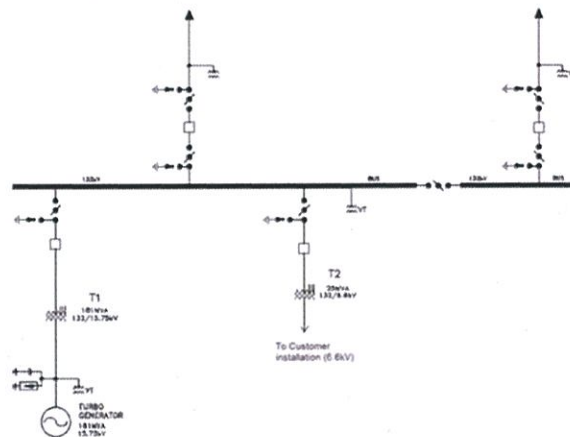 132kV
BUS
132kV
BUS
VT
T1
181MVA
132/13.75kV
T2
25MVA
132/6.6kV
To Customer
installation (6.6kV)
VT
TURBO
GENERATOR
181MVA
13.75kV